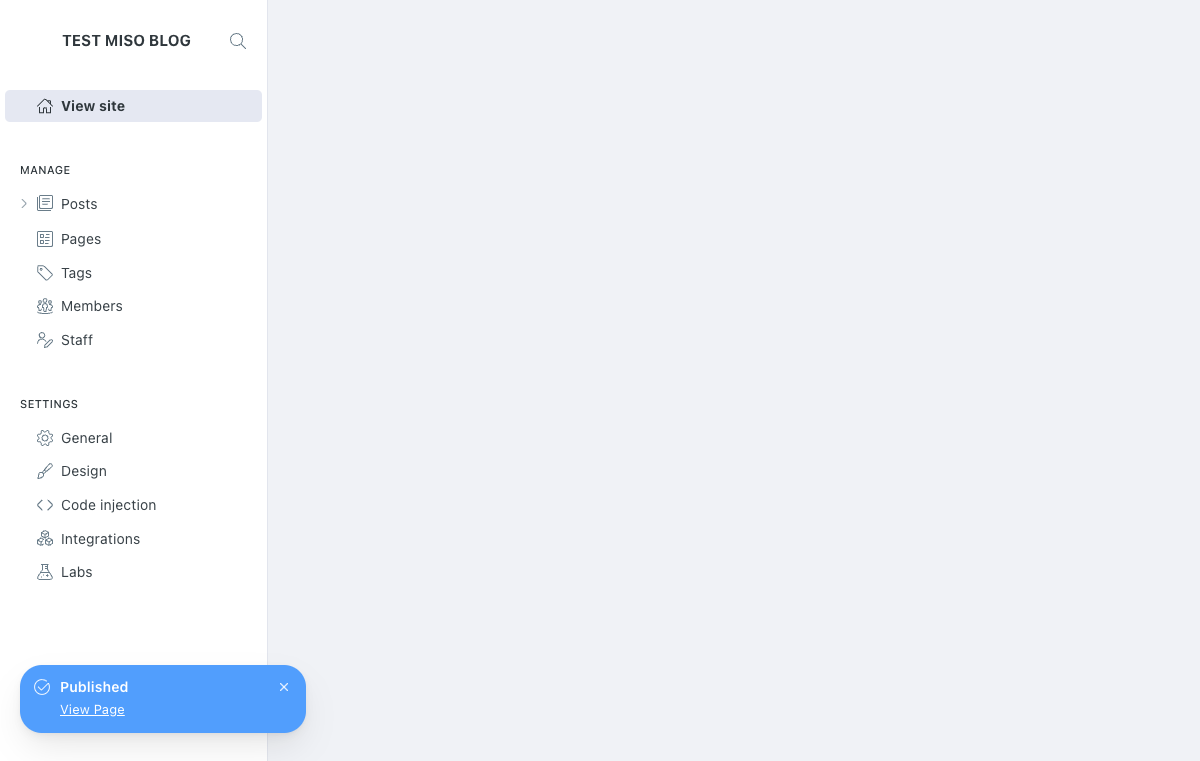 TEST MISO BLOG
View site
MANAGE
Posts
Pages
Tags
Members
Staff
SETTINGS
General
Design
Code injection
Integrations
Labs
Published
View Page